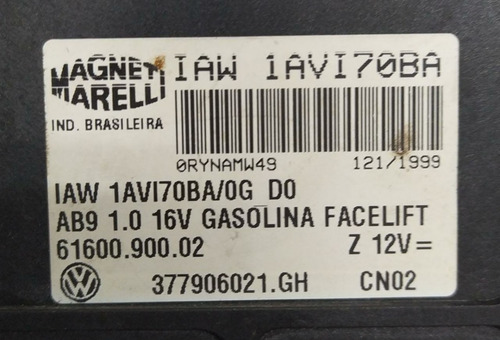 MAGNETI MARELLI
IAW 1AVI70BA
IND. BRASILEIRA
0RYNAMW49
121/1999
IAW 1AVI70BA/0G D0
AB9 1.0 16V GASOLINA FACELIFT
61600.900.02 Z 12V=
377906021.GH CN02